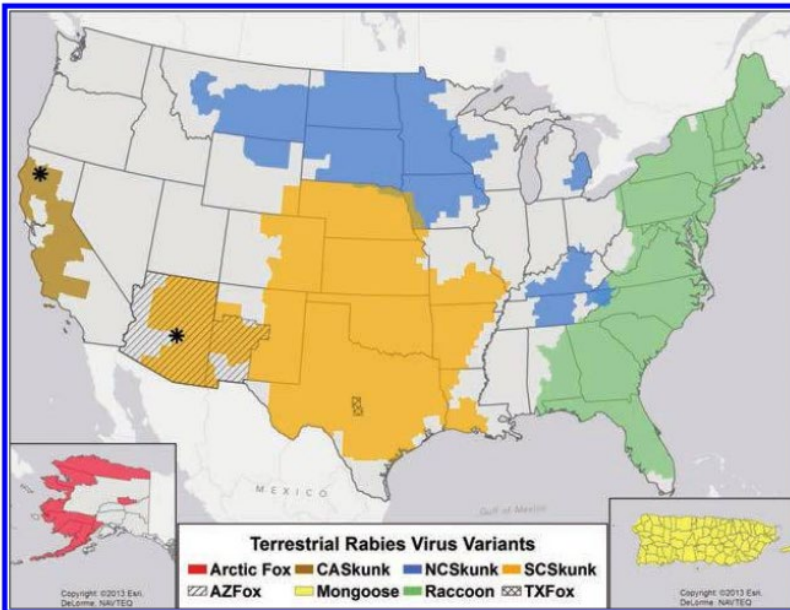 MEXICO
Gulf of Mexico
Terrestrial Rabies Virus Variants
Arctic Fox CASkunk NCSkunk SCSkunk
AZFox Mongoose Raccoon TXFox
Copyright: ©2013 Esri,
DeLorme, NAVTEQ
Copyright: ©2013 Esri,
DeLorme, NAVTEQ